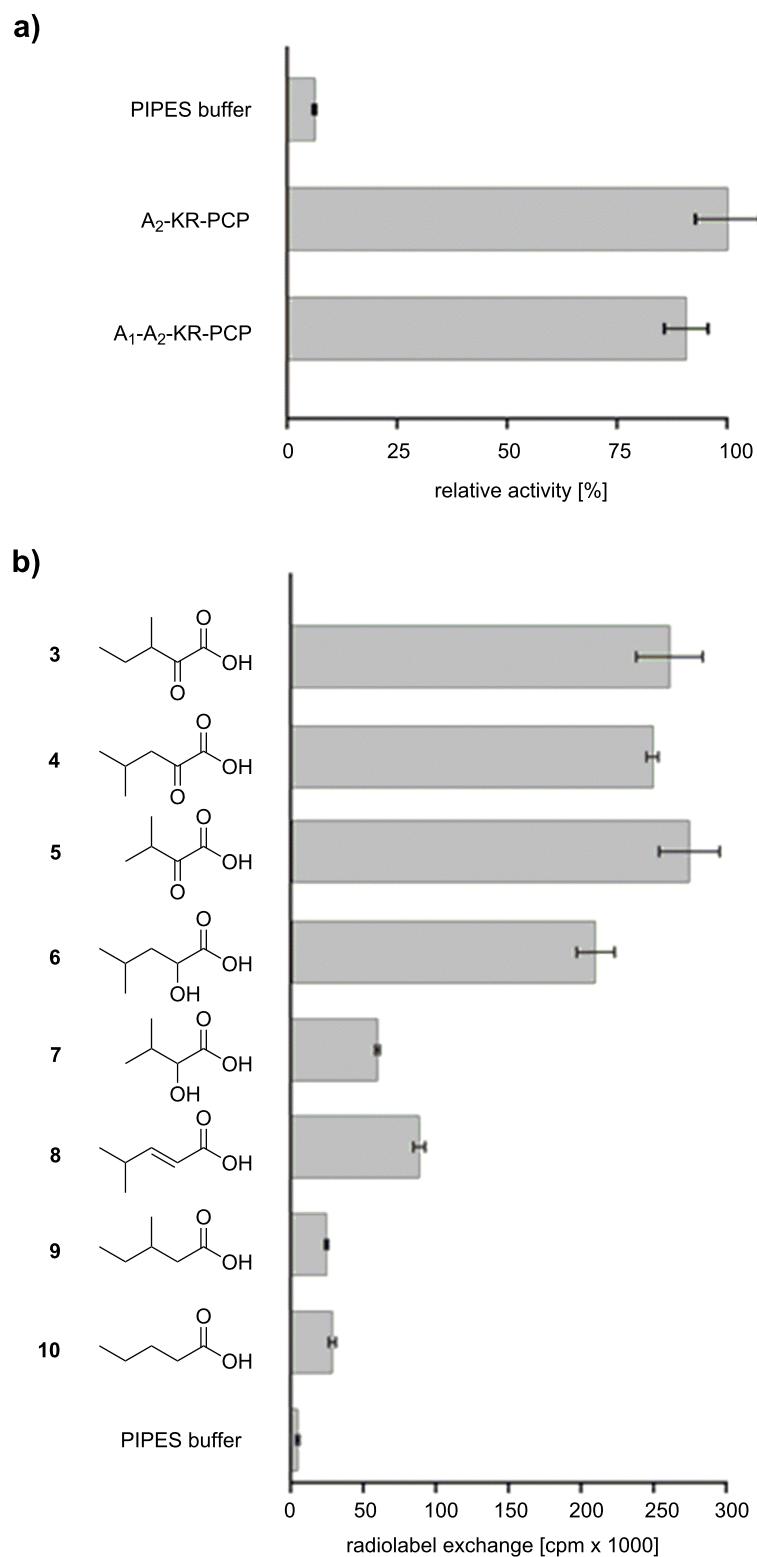 a)
PIPES buffer
A₂-KR-PCP
A₁-A₂-KR-PCP
0 25 50 75 100
relative activity [%]
b)
3 O OH O
4 O OH O
5 O OH O
6 O OH OH
7 O OH OH
8 O OH
9 O OH
10 O OH
PIPES buffer
0 50 100 150 200 250 300
radiolabel exchange [cpm x 1000]